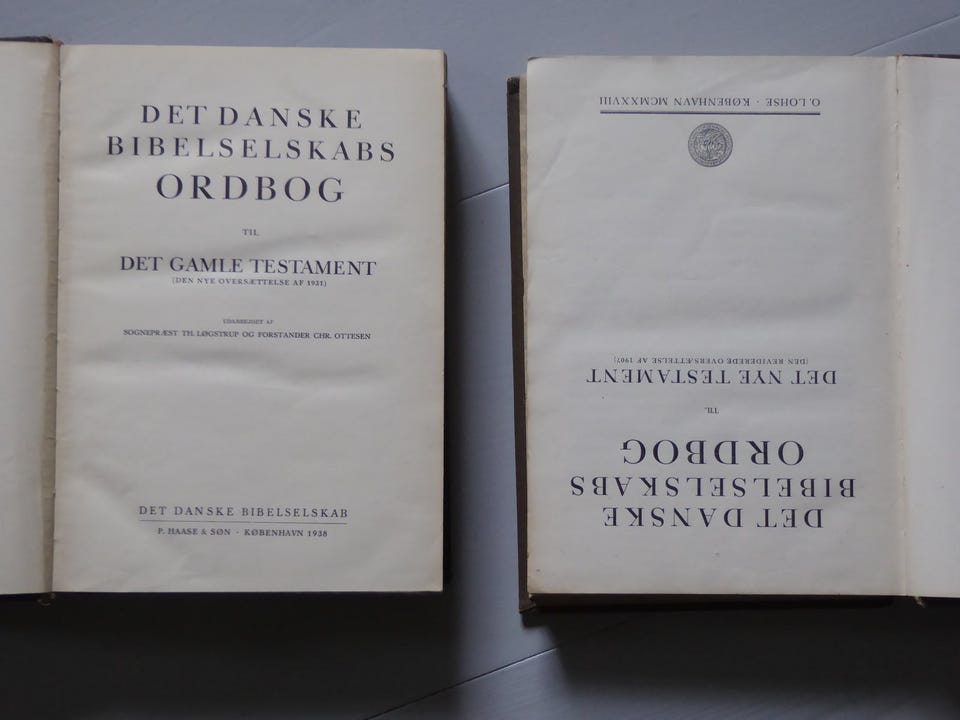 DET DANSKE
BIBELSELSKABS
ORDBOG
TIL
DET GAMLE TESTAMENT
(DEN NYE OVERSÆTTELSE AF 1931)
UDARBEJDET AF
SOGNEPRÆST TH. LØGSTRUP OG FORSTANDER CHR. OTTESEN
DET DANSKE BIBELSELSKAB
P. HAASE & SØN · KØBENHAVN 1938
DET DANSKE
BIBELSELSKABS
ORDBOG
TIL
DET NYE TESTAMENT
(DEN REVIDEREDE OVERSÆTTELSE AF 1907)
O. LOHSE · KØBENHAVN MCMXXVIII